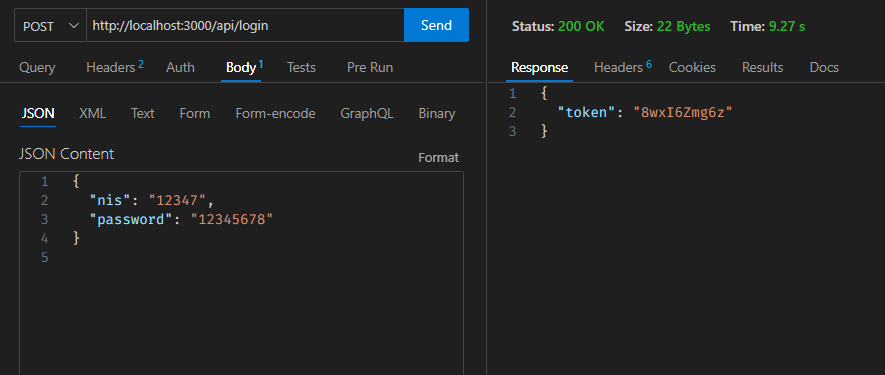 POST http://localhost:3000/api/login Send
Query Headers 2 Auth Body 1 Tests Pre Run
JSON XML Text Form Form-encode GraphQL Binary
JSON Content Format
1 {
2 "nis": "12347",
3 "password": "12345678"
4 }
5
Status: 200 OK Size: 22 Bytes Time: 9.27 s
Response Headers 6 Cookies Results Docs
1 {
2 "token": "8wxI6Zmg6z"
3 }